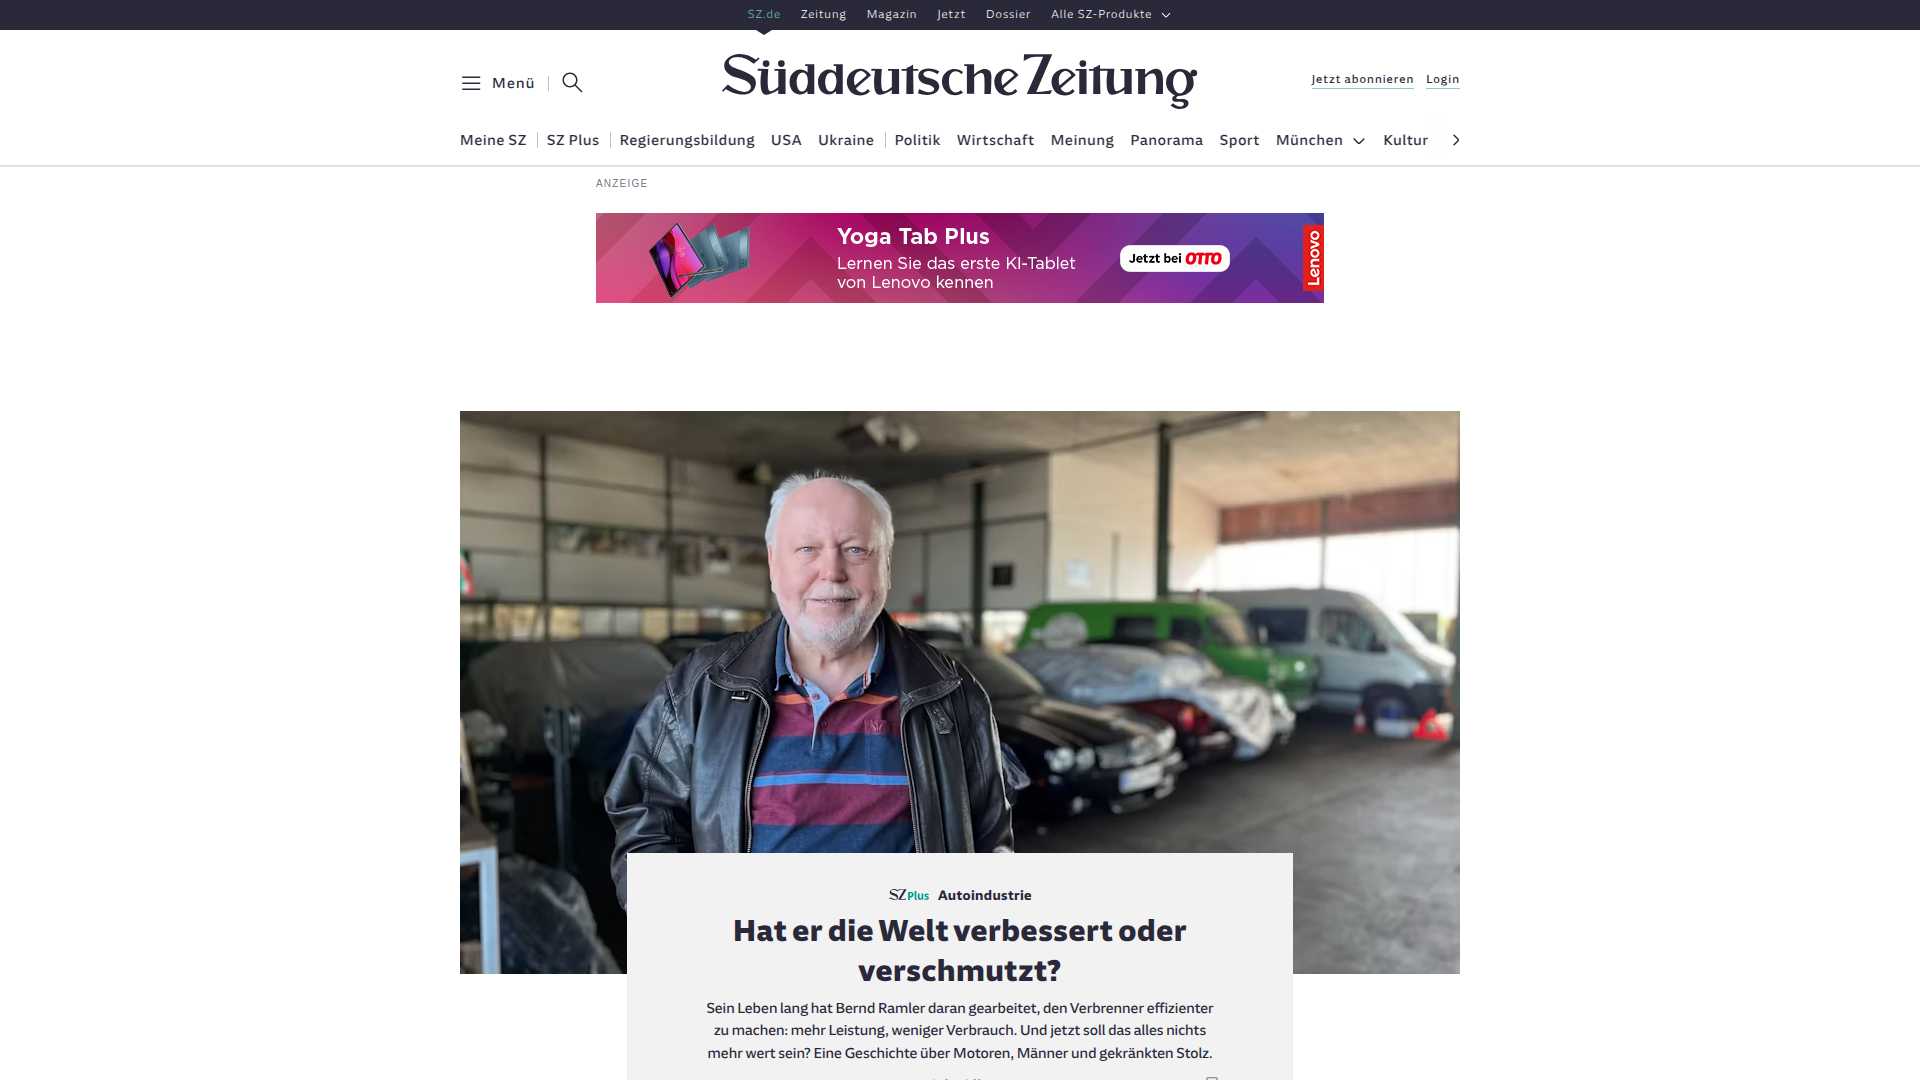 SZ.de Zeitung Magazin Jetzt Dossier Alle SZ-Produkte
Menü
Süddeutsche Zeitung
Jetzt abonnieren Login
Meine SZ SZ Plus Regierungsbildung USA Ukraine Politik Wirtschaft Meinung Panorama Sport München Kultur
ANZEIGE
Yoga Tab Plus
Lernen Sie das erste KI-Tablet
von Lenovo kennen
Jetzt bei OTTO
Lenovo
SZ Plus Autoindustrie
Hat er die Welt verbessert oder
verschmutzt?
Sein Leben lang hat Bernd Ramler daran gearbeitet, den Verbrenner effizienter
zu machen: mehr Leistung, weniger Verbrauch. Und jetzt soll das alles nichts
mehr wert sein? Eine Geschichte über Motoren, Männer und gekränkten Stolz.